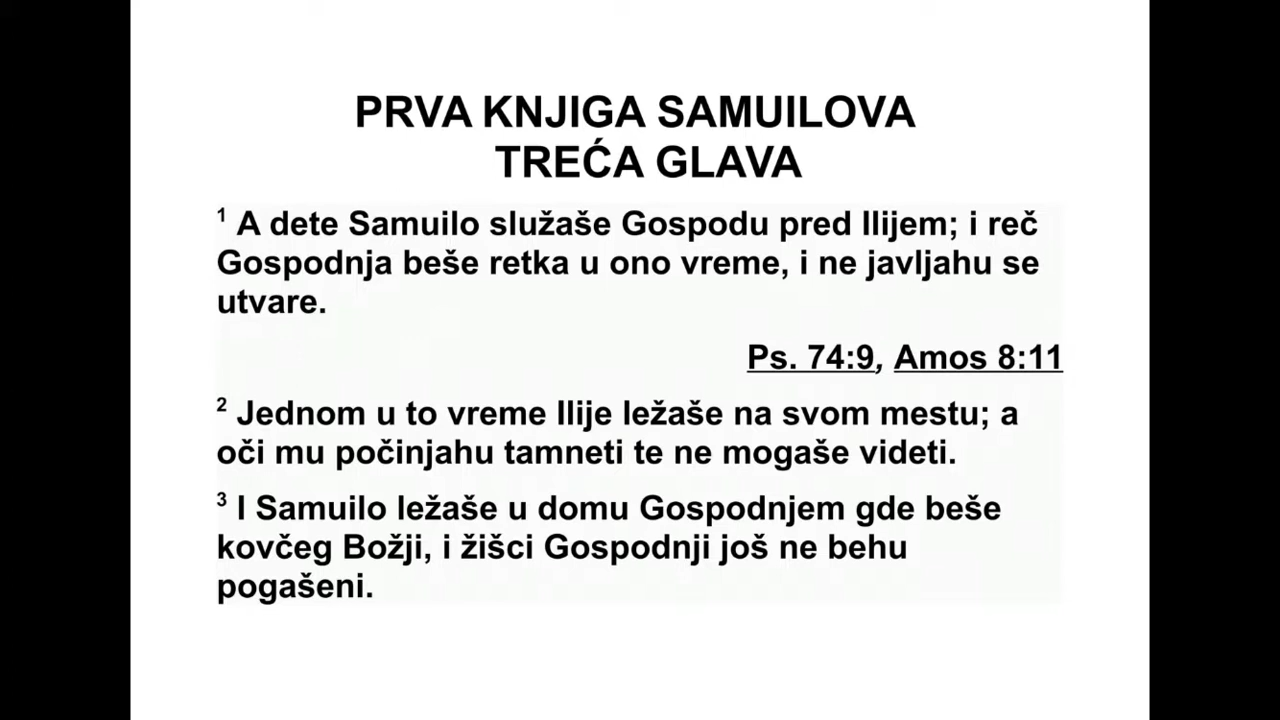 PRVA KNJIGA SAMUILOVA
TREĆA GLAVA
1 A dete Samuilo služaše Gospodu pred Ilijem; i reč
Gospodnja beše retka u ono vreme, i ne javljahu se
utvare.
Ps. 74:9, Amos 8:11
2 Jednom u to vreme Ilije ležaše na svom mestu; a
oči mu počinjahu tamneti te ne mogaše videti.
3 I Samuilo ležaše u domu Gospodnjem gde beše
kovčeg Božji, i žišci Gospodnji još ne behu
pogašeni.